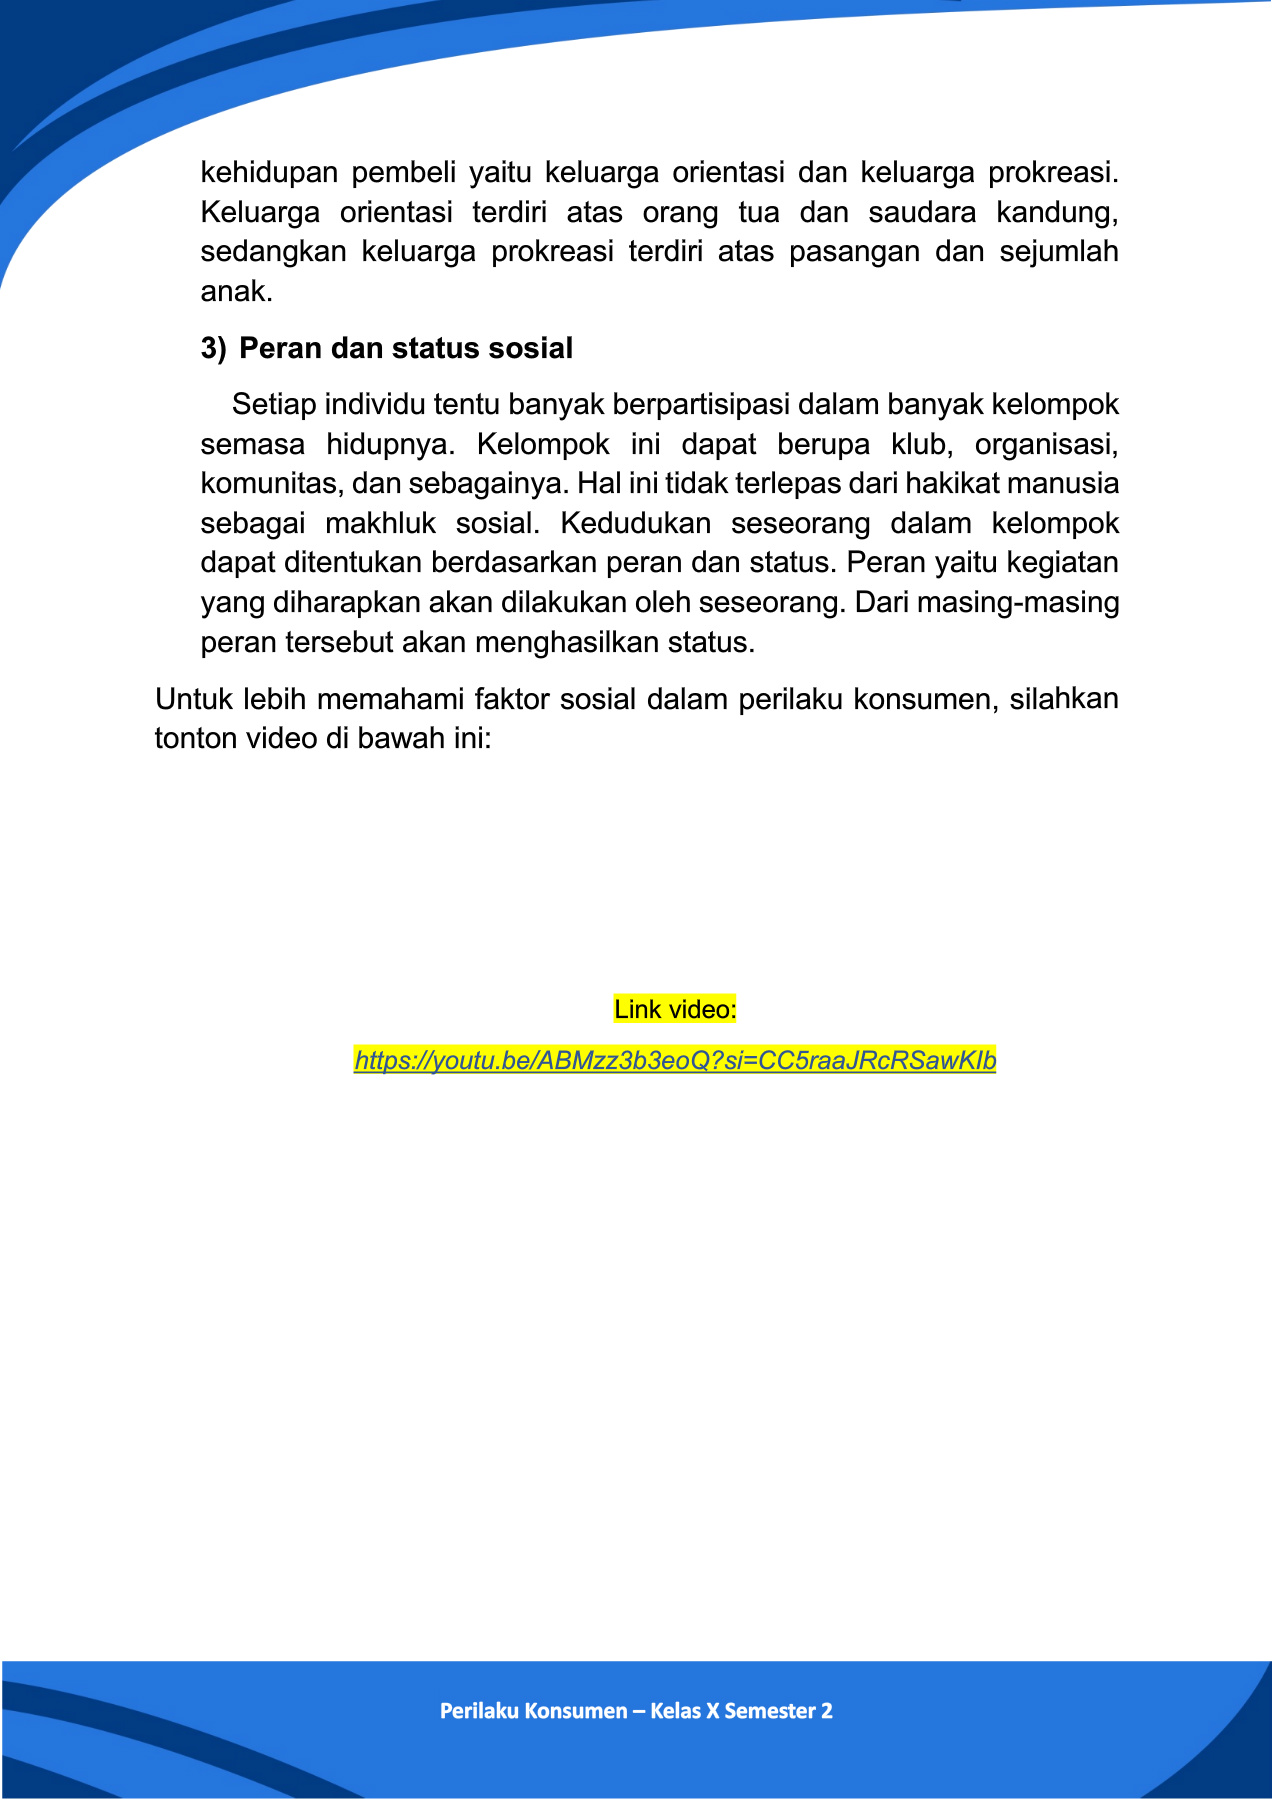 kehidupan pembeli yaitu keluarga orientasi dan keluarga prokreasi.
Keluarga orientasi terdiri atas orang tua dan saudara kandung,
sedangkan keluarga prokreasi terdiri atas pasangan dan sejumlah
anak.
3) Peran dan status sosial
Setiap individu tentu banyak berpartisipasi dalam banyak kelompok
semasa hidupnya. Kelompok ini dapat berupa klub, organisasi,
komunitas, dan sebagainya. Hal ini tidak terlepas dari hakikat manusia
sebagai makhluk sosial. Kedudukan seseorang dalam kelompok
dapat ditentukan berdasarkan peran dan status. Peran yaitu kegiatan
yang diharapkan akan dilakukan oleh seseorang. Dari masing-masing
peran tersebut akan menghasilkan status.
Untuk lebih memahami faktor sosial dalam perilaku konsumen, silahkan
tonton video di bawah ini:
Link video:
https://youtu.be/ABMzz3b3eoQ?si=CC5raaJRcRSawKIb
Perilaku Konsumen – Kelas X Semester 2